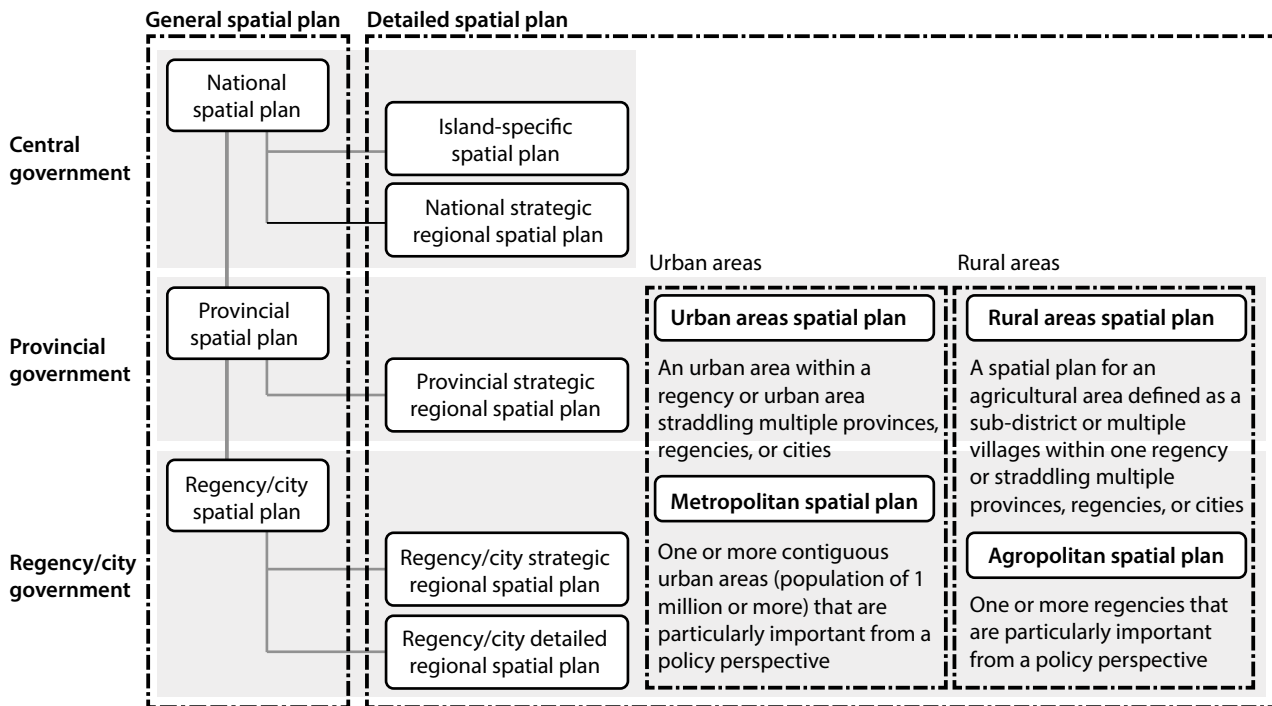 General spatial plan
Detailed spatial plan
Central
government
National
spatial plan
Island-specific
spatial plan
National strategic
regional spatial plan
Urban areas
Rural areas
Provincial
government
Provincial
spatial plan
Provincial strategic
regional spatial plan
Urban areas spatial plan
An urban area within a
regency or urban area
straddling multiple provinces,
regencies, or cities
Metropolitan spatial plan
One or more contiguous
urban areas (population of 1
million or more) that are
particularly important from a
policy perspective
Rural areas spatial plan
A spatial plan for an
agricultural area defined as a
sub-district or multiple
villages within one regency
or straddling multiple
provinces, regencies, or cities
Agropolitan spatial plan
One or more regencies that
are particularly important
from a policy perspective
Regency/city
government
Regency/city
spatial plan
Regency/city strategic
regional spatial plan
Regency/city detailed
regional spatial plan